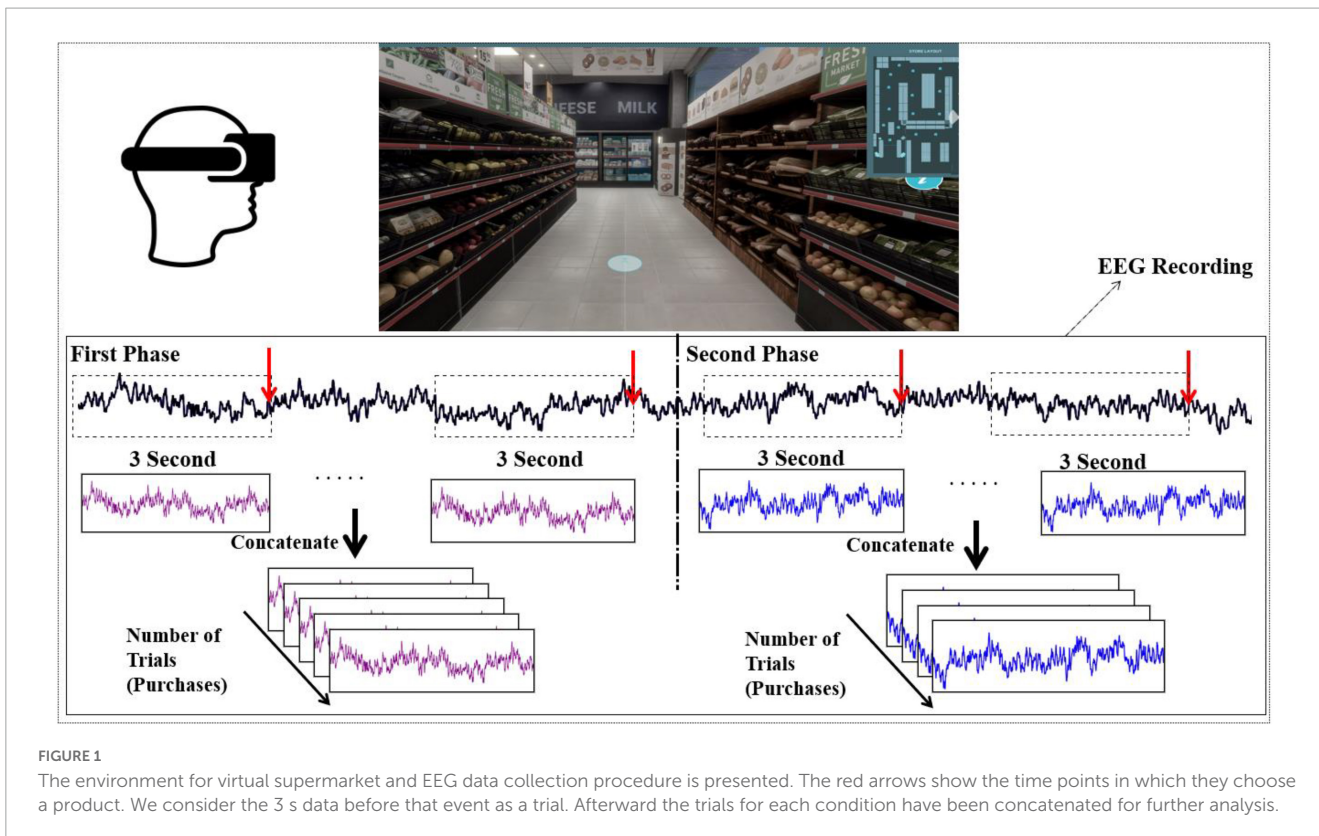 STORE LAYOUT
FRESH
FRES
MARKET
EESE MILK
FRESH
EEG Recording
First Phase
Second Phase
3 Second
3 Second
3 Second
3 Second
. . . . .
. . . . .
Concatenate
Concatenate
Number of
Trials
(Purchases)
Number of
Trials
(Purchases)
FIGURE 1
The environment for virtual supermarket and EEG data collection procedure is presented. The red arrows show the time points in which they choose
a product. We consider the 3 s data before that event as a trial. Afterward the trials for each condition have been concatenated for further analysis.